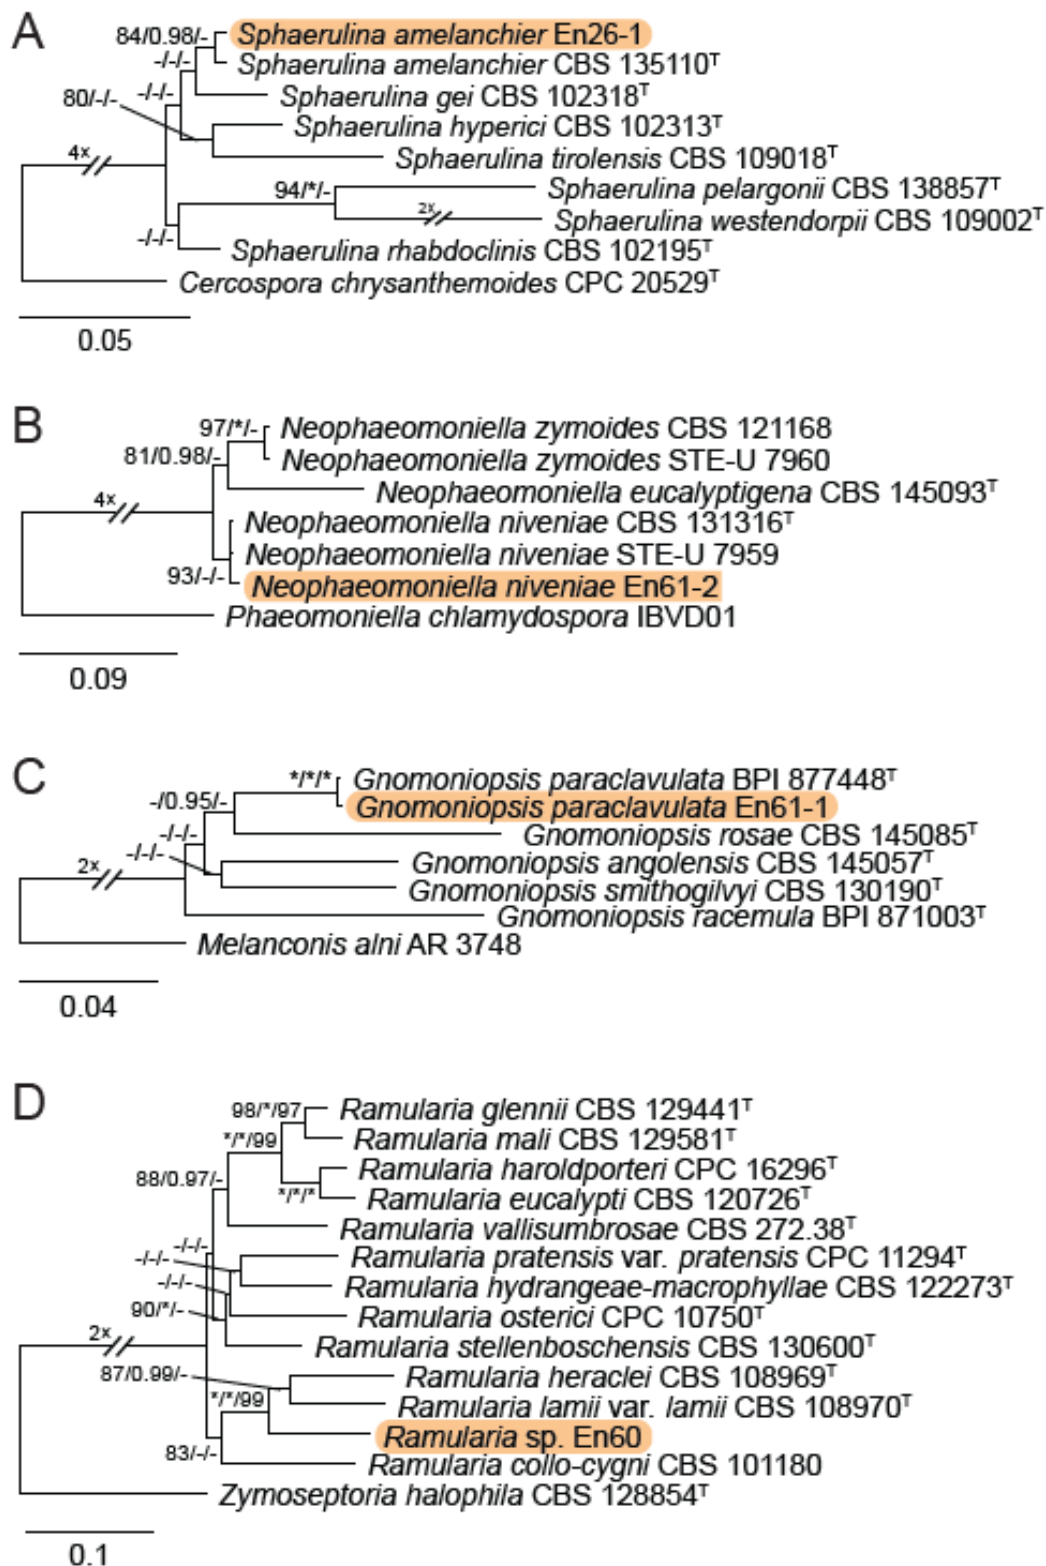 A
84/0.98/-
Sphaerulina amelanchier En26-1
-/-/-
Sphaerulina amelanchier CBS 135110ᵀ
-/-/-
80/-/-
Sphaerulina gei CBS 102318ᵀ
Sphaerulina hyperici CBS 102313ᵀ
4x
Sphaerulina tirolensis CBS 109018ᵀ
94/*/-
Sphaerulina pelargonii CBS 138857ᵀ
2x
Sphaerulina westendorpii CBS 109002ᵀ
-/-/-
Sphaerulina rhabdoclinis CBS 102195ᵀ
Cercospora chrysanthemoides CPC 20529ᵀ
0.05
B
97/*/-
Neophaeomoniella zymoides CBS 121168
81/0.98/-
Neophaeomoniella zymoides STE-U 7960
Neophaeomoniella eucalyptigena CBS 145093ᵀ
4x
Neophaeomoniella niveniae CBS 131316ᵀ
Neophaeomoniella niveniae STE-U 7959
93/-/-
Neophaeomoniella niveniae En61-2
Phaeomoniella chlamydospora IBVD01
0.09
C
*/*/*
Gnomoniopsis paraclavulata BPI 877448ᵀ
-/0.95/-
Gnomoniopsis paraclavulata En61-1
-/-/-
Gnomoniopsis rosae CBS 145085ᵀ
-/-/-
Gnomoniopsis angolensis CBS 145057ᵀ
2x
Gnomoniopsis smithogilvyi CBS 130190ᵀ
Gnomoniopsis racemula BPI 871003ᵀ
Melanconis alni AR 3748
0.04
D
98/*/97
Ramularia glennii CBS 129441ᵀ
*/*/99
Ramularia mali CBS 129581ᵀ
Ramularia haroldporteri CPC 16296ᵀ
88/0.97/-
*/*/*
Ramularia eucalypti CBS 120726ᵀ
Ramularia vallisumbrosae CBS 272.38ᵀ
-/-/-
-/-/-
Ramularia pratensis var. pratensis CPC 11294ᵀ
-/-/-
Ramularia hydrangeae-macrophyllae CBS 122273ᵀ
90/*/-
Ramularia osterici CPC 10750ᵀ
2x
Ramularia stellenboschensis CBS 130600ᵀ
87/0.99/-
Ramularia heraclei CBS 108969ᵀ
*/*/99
Ramularia lamii var. lamii CBS 108970ᵀ
Ramularia sp. En60
83/-/-
Ramularia collo-cygni CBS 101180
Zymoseptoria halophila CBS 128854ᵀ
0.1